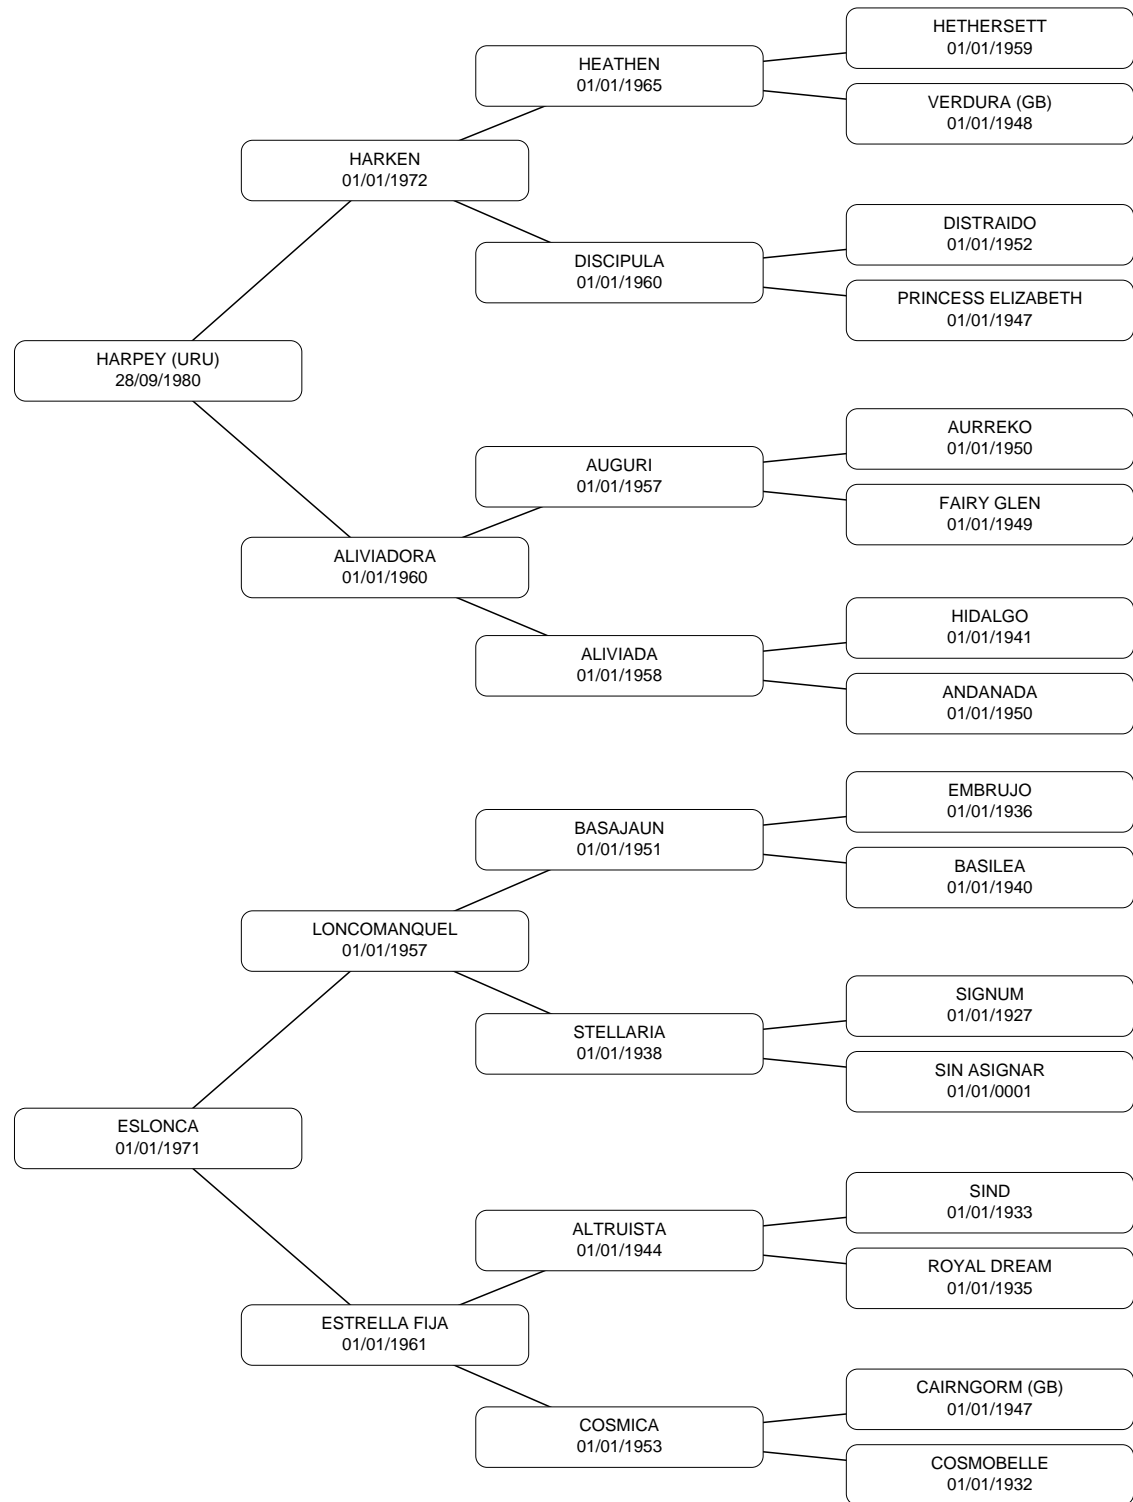 HETHERSETT
01/01/1959
HEATHEN
01/01/1965
VERDURA (GB)
01/01/1948
HARKEN
01/01/1972
DISTRAIDO
01/01/1952
DISCIPULA
01/01/1960
PRINCESS ELIZABETH
01/01/1947
HARPEY (URU)
28/09/1980
AURREKO
01/01/1950
AUGURI
01/01/1957
FAIRY GLEN
01/01/1949
ALIVIADORA
01/01/1960
HIDALGO
01/01/1941
ALIVIADA
01/01/1958
ANDANADA
01/01/1950
EMBRUJO
01/01/1936
BASAJAUN
01/01/1951
BASILEA
01/01/1940
LONCOMANQUEL
01/01/1957
SIGNUM
01/01/1927
STELLARIA
01/01/1938
SIN ASIGNAR
01/01/0001
ESLONCA
01/01/1971
SIND
01/01/1933
ALTRUISTA
01/01/1944
ROYAL DREAM
01/01/1935
ESTRELLA FIJA
01/01/1961
CAIRNGORM (GB)
01/01/1947
COSMICA
01/01/1953
COSMOBELLE
01/01/1932